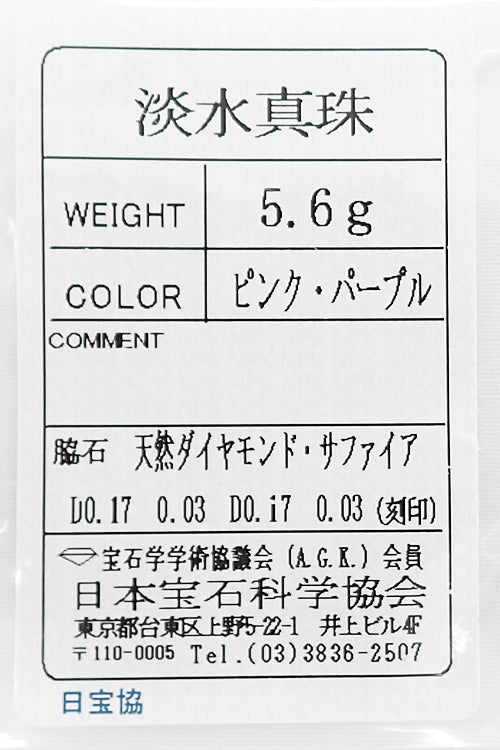 淡水真珠
WEIGHT 5.6g
COLOR ピンク・パープル
COMMENT
脇石 天然ダイヤモンド・サファイア
D0.17 0.03 D0.17 0.03 (刻印)
宝石学学術協議会 (A.G.K.) 会員
日本宝石科学協会
東京都台東区上野5-22-1 井上ビル4F
〒110-0005 Tel.(03)3836-2507
日宝協